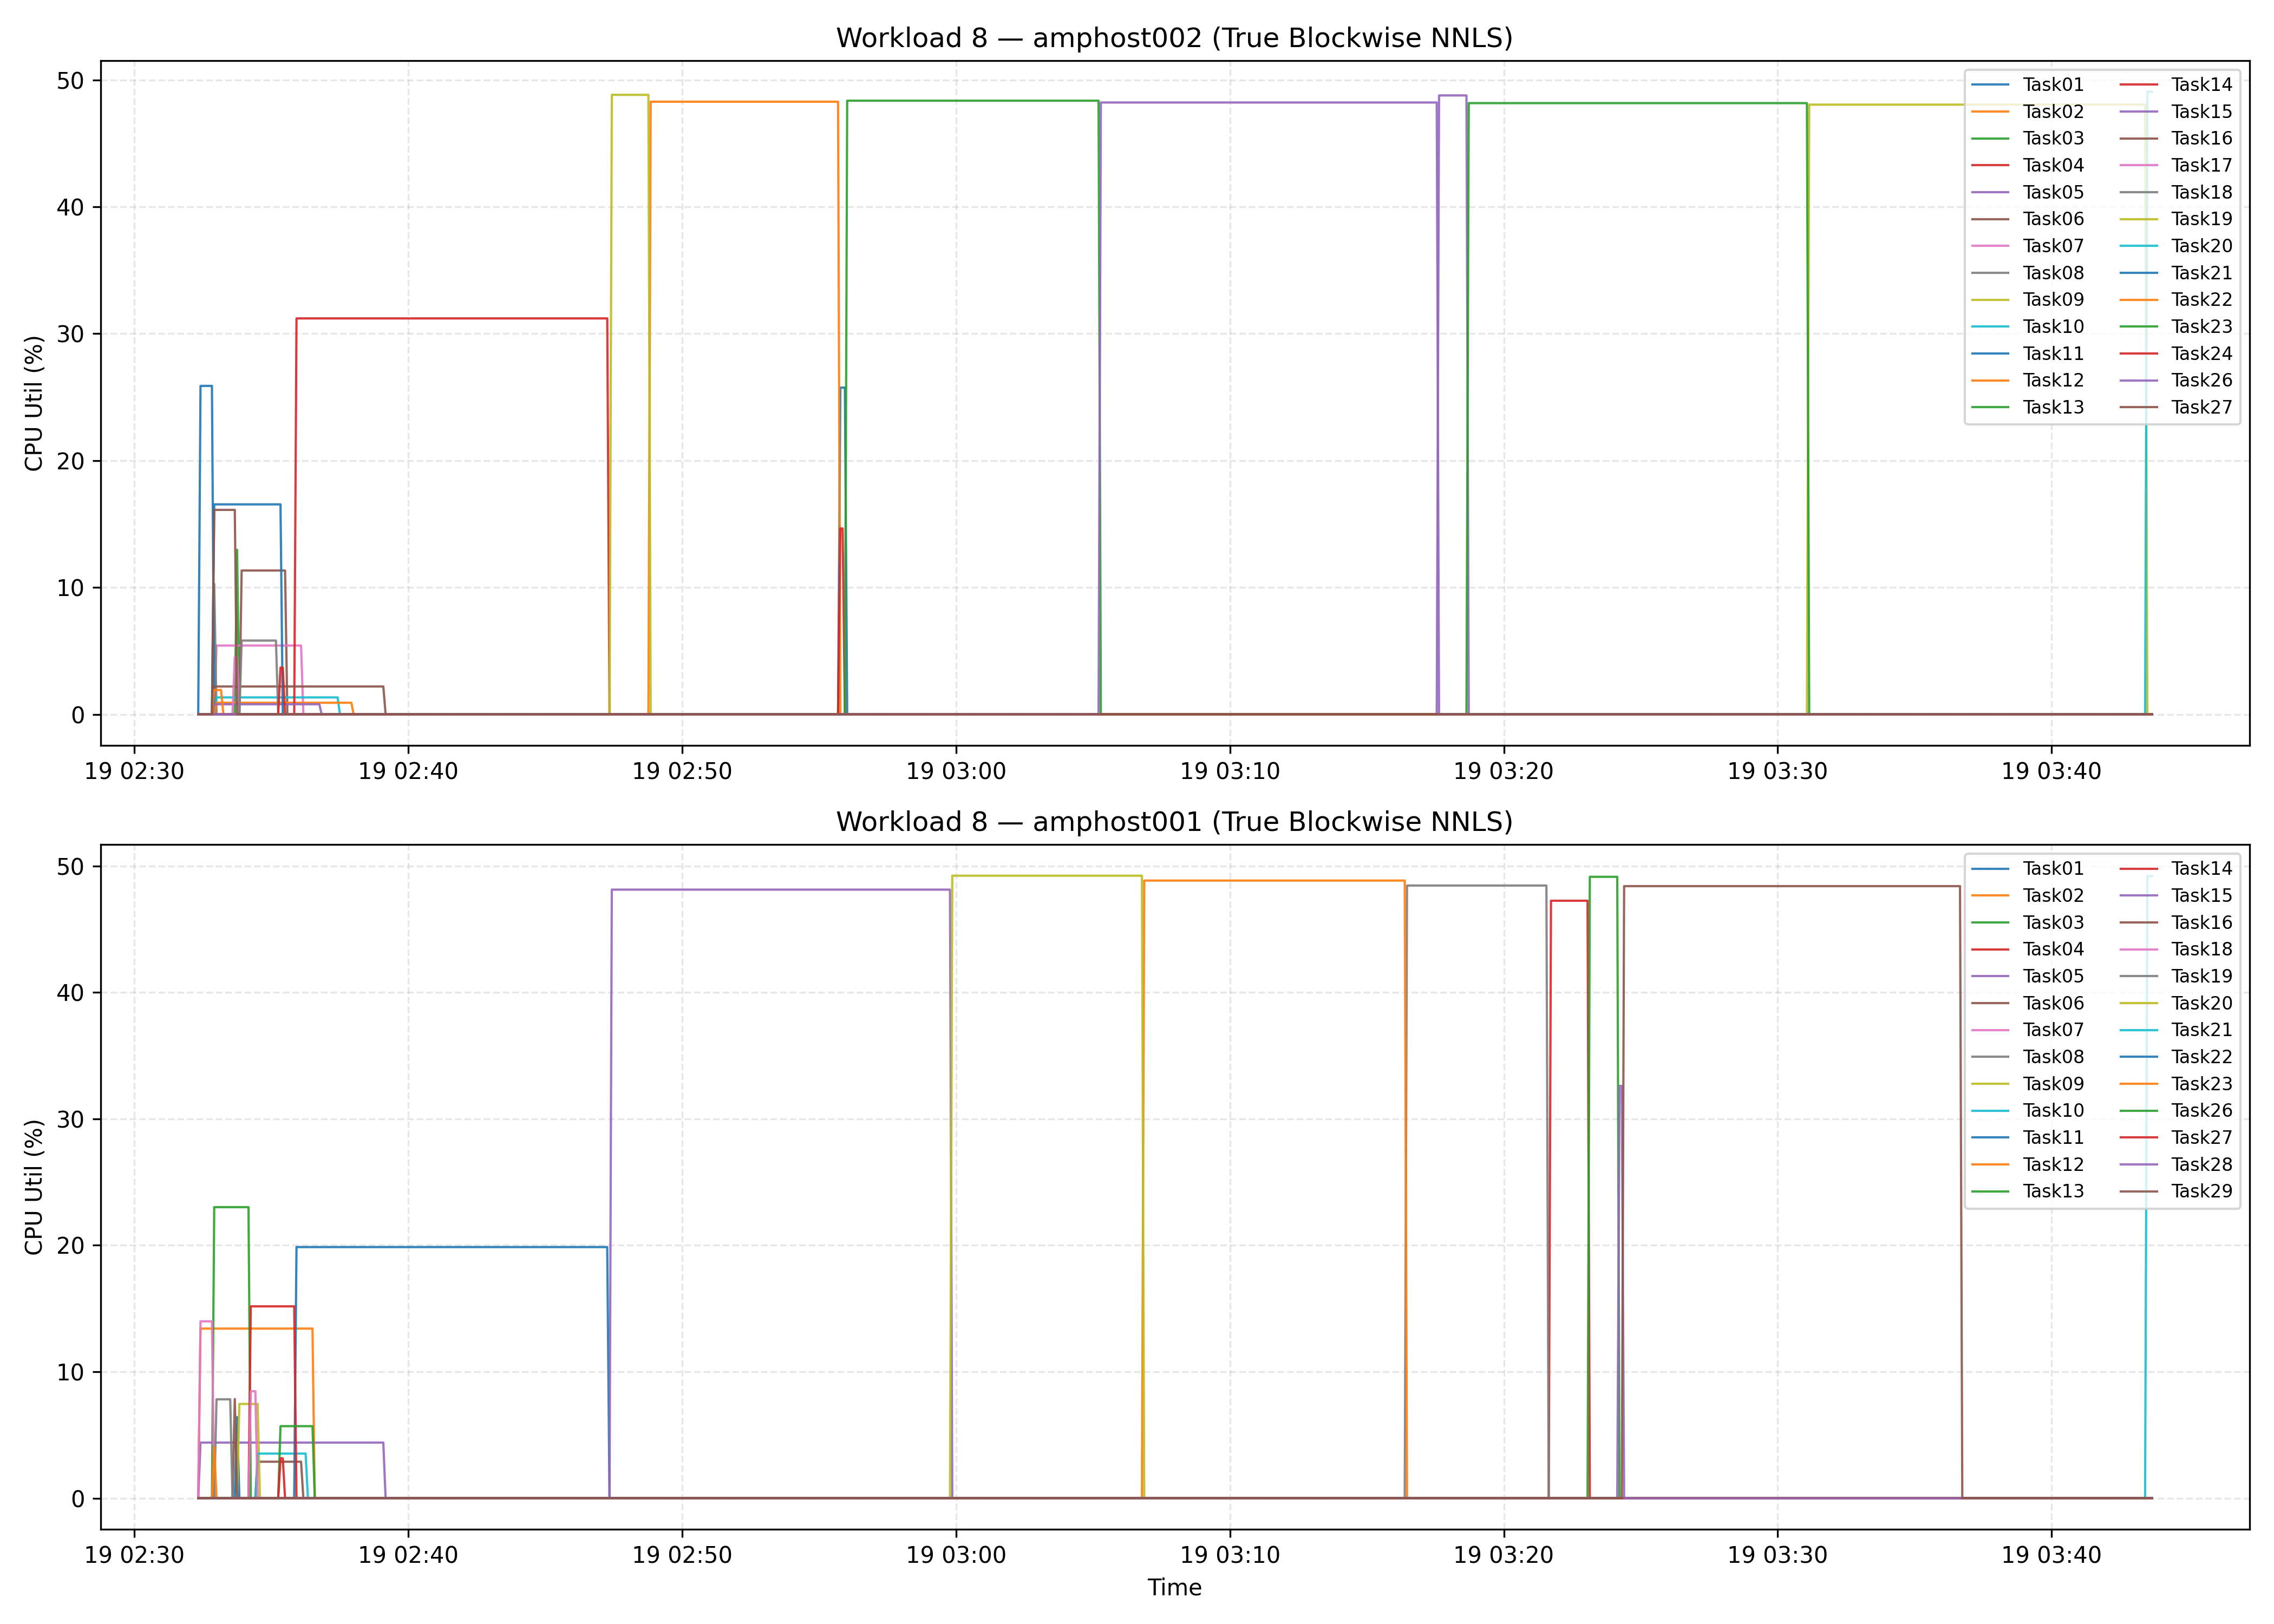 Workload 8 — amphost002 (True Blockwise NNLS)
CPU Util (%)
50
40
30
20
10
0
Task01 Task14
Task02 Task15
Task03 Task16
Task04 Task17
Task05 Task18
Task06 Task19
Task07 Task20
Task08 Task21
Task09 Task22
Task10 Task23
Task11 Task24
Task12 Task26
Task13 Task27
19 02:30 19 02:40 19 02:50 19 03:00 19 03:10 19 03:20 19 03:30 19 03:40
Workload 8 — amphost001 (True Blockwise NNLS)
CPU Util (%)
50
40
30
20
10
0
Task01 Task14
Task02 Task15
Task03 Task16
Task04 Task18
Task05 Task19
Task06 Task20
Task07 Task21
Task08 Task22
Task09 Task23
Task10 Task26
Task11 Task27
Task12 Task28
Task13 Task29
19 02:30 19 02:40 19 02:50 19 03:00 19 03:10 19 03:20 19 03:30 19 03:40
Time